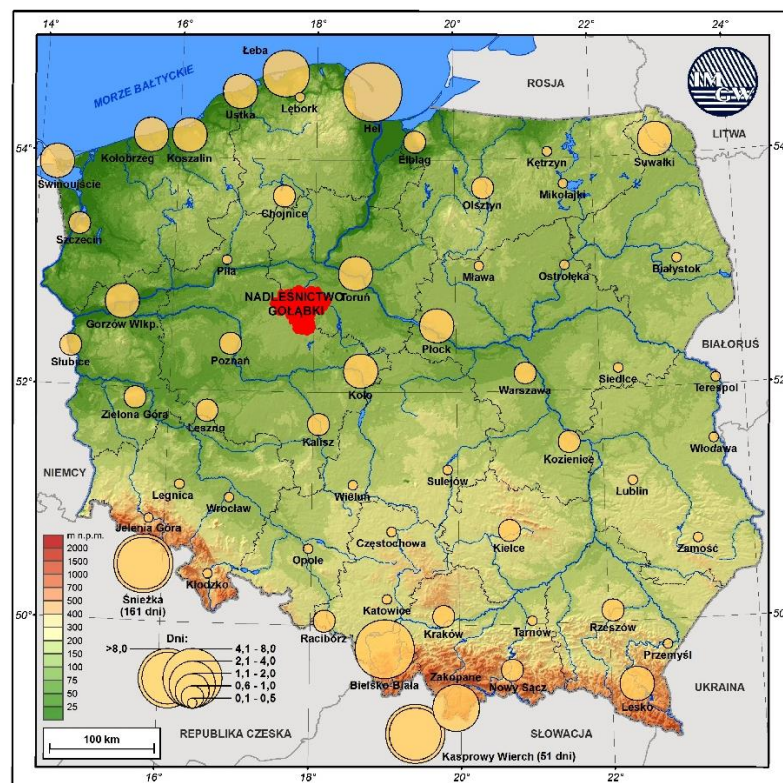 14°
16°
18°
20°
22°
MORZE BAŁTYCKIE
Łeba
Ustka
Lębork
Hel
ROSJA
IM
GW
LITWA
54°
54°
Kołobrzeg
Koszalin
Elbląg
Kętrzyn
Suwałki
Świnoujście
Chojnice
Olsztyn
Mikołajki
Szczecin
Piła
Toruń
Mława
Ostrołęka
Białystok
NADLEŚNICTWO
GOŁĄBKI
Gorzów Wlkp.
Płock
BIAŁORUŚ
Słubice
Poznań
Koło
Warszawa
Siedlce
Terespol
52°
52°
Zielona Góra
Leszno
Kalisz
Kozienice
Włodawa
NIEMCY
Legnica
Wrocław
Wieluń
Sulejów
Lublin
Jelenia Góra
Częstochowa
Kielce
Zamość
m n.p.m.
2000
1500
1000
700
500
400
300
200
150
100
75
50
25
Śnieżka
(161 dni)
Kłodzko
Opole
50°
50°
Katowice
Racibórz
Kraków
Tarnów
Rzeszów
Przemyśl
Dni:
>8,0
4,1 - 8,0
2,1 - 4,0
1,1 - 2,0
0,6 - 1,0
0,1 - 0,5
Bielsko-Biała
Zakopane
Nowy Sącz
Lesko
UKRAINA
100 km
REPUBLIKA CZESKA
SŁOWACJA
Kasprowy Wierch (51 dni)
16°
18°
20°
22°